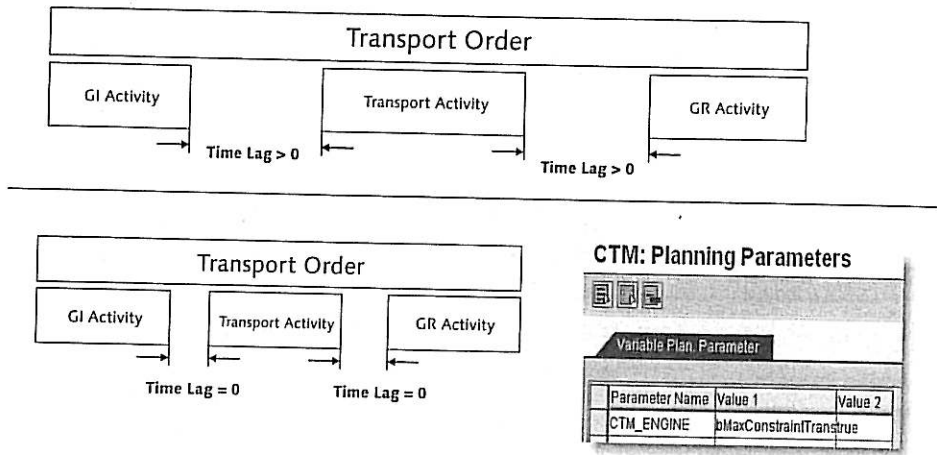 Transport Order
GI Activity
Transport Activity
GR Activity
Time Lag > 0
Time Lag > 0
Transport Order
GI Activity
Transport Activity
GR Activity
Time Lag = 0
Time Lag = 0
CTM: Planning Parameters
Variable Plan. Parameter
Parameter Name Value 1 Value 2
CTM_ENGINE bMaxConstraintTranstrue